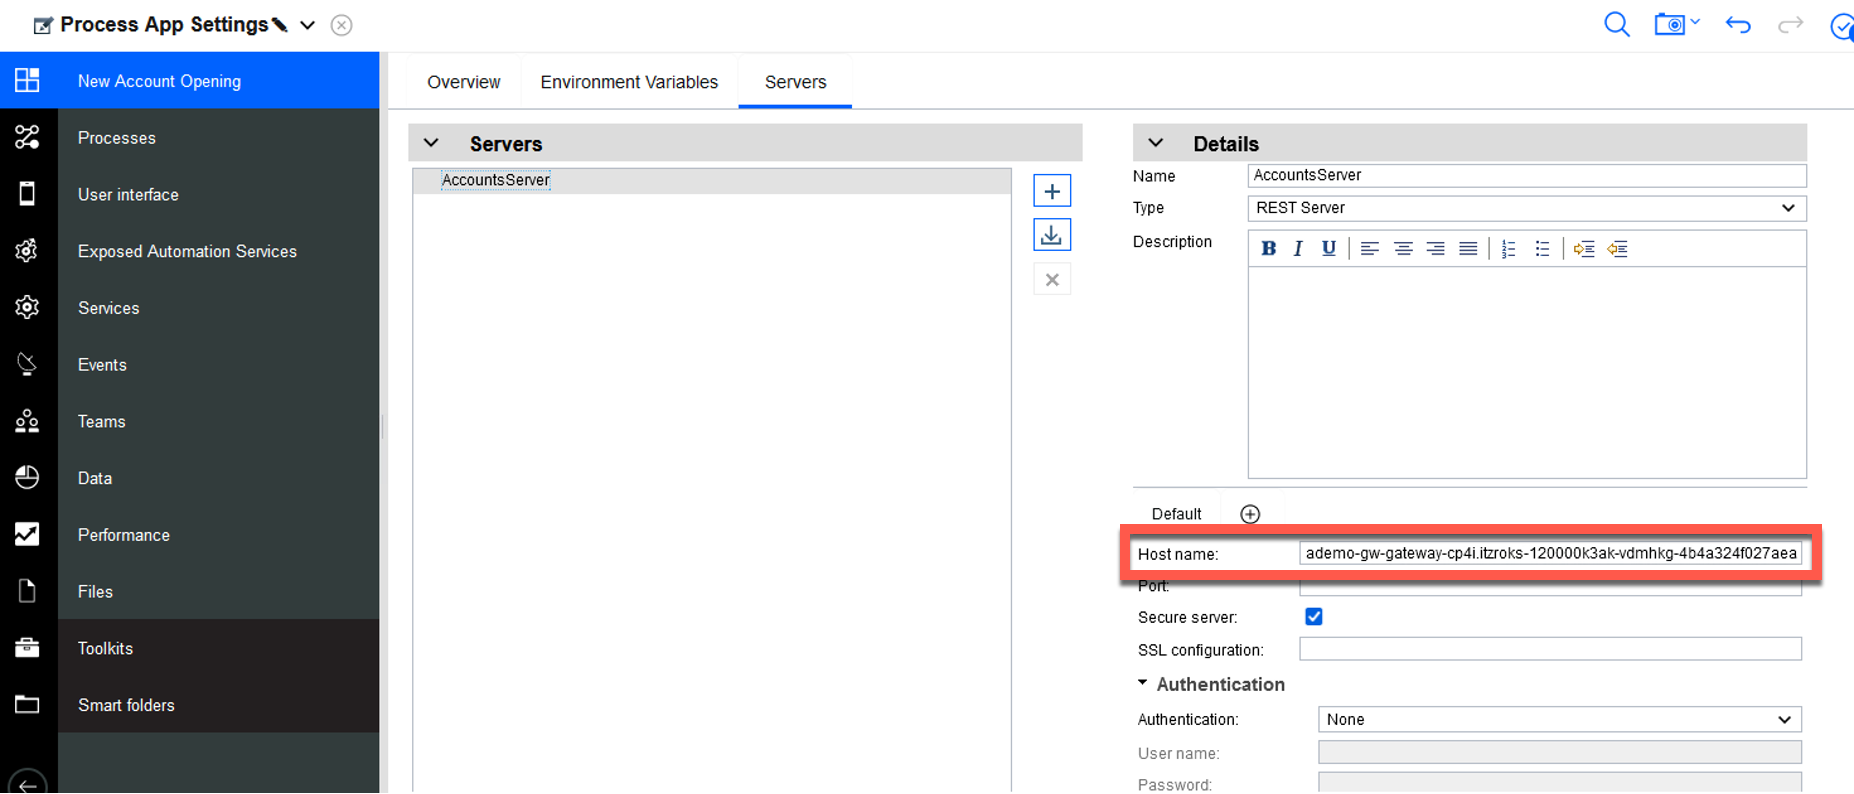 Process App Settings
New Account Opening
Processes
User interface
Exposed Automation Services
Services
Events
Teams
Data
Performance
Files
Toolkits
Smart folders
Overview
Environment Variables
Servers
Servers
AccountsServer
Details
Name
AccountsServer
Type
REST Server
Description
B I U
Default
Host name:
ademo-gw-gateway-cp4i.itzroks-120000k3ak-vdmhkg-4b4a324f027aea
Port:
Secure server:
SSL configuration:
Authentication
Authentication:
None
User name:
Password: